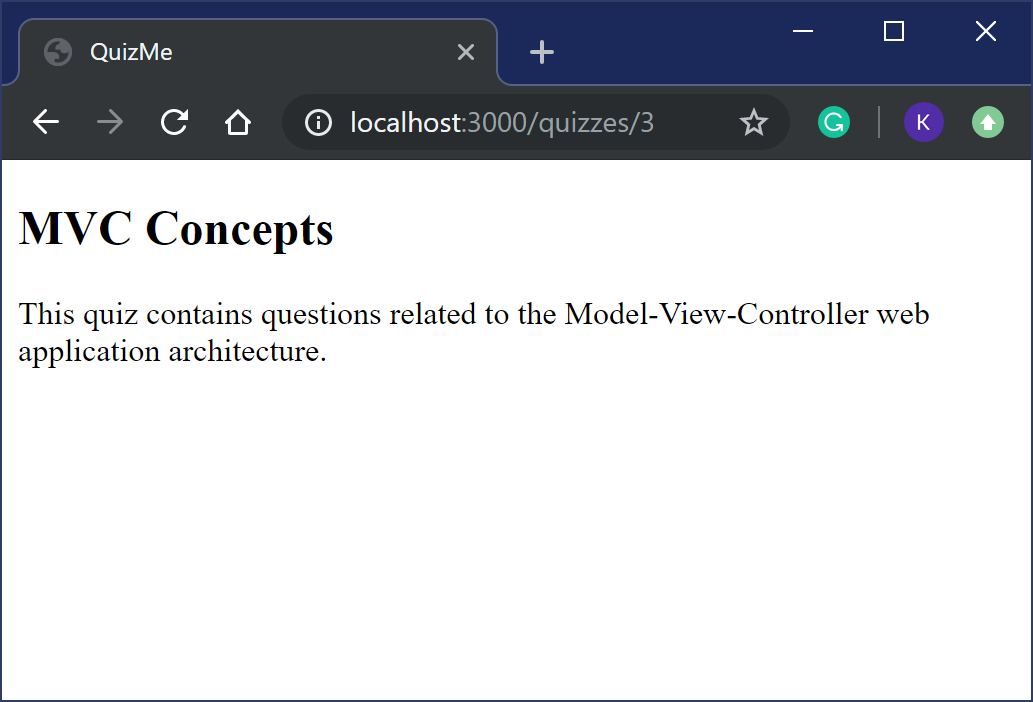 QuizMe
localhost:3000/quizzes/3
G
K
MVC Concepts
This quiz contains questions related to the Model-View-Controller web
application architecture.